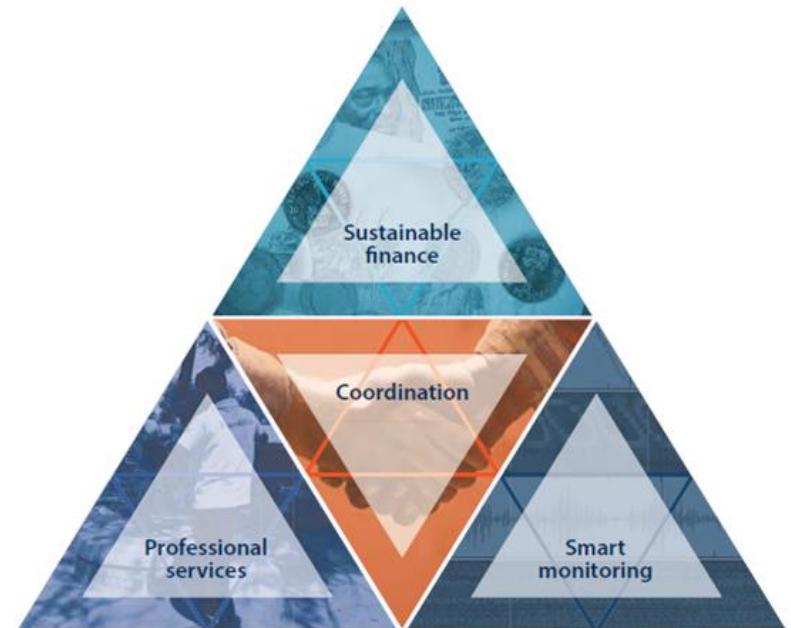 Sustainable
finance
Coordination
Professional
services
Smart
monitoring